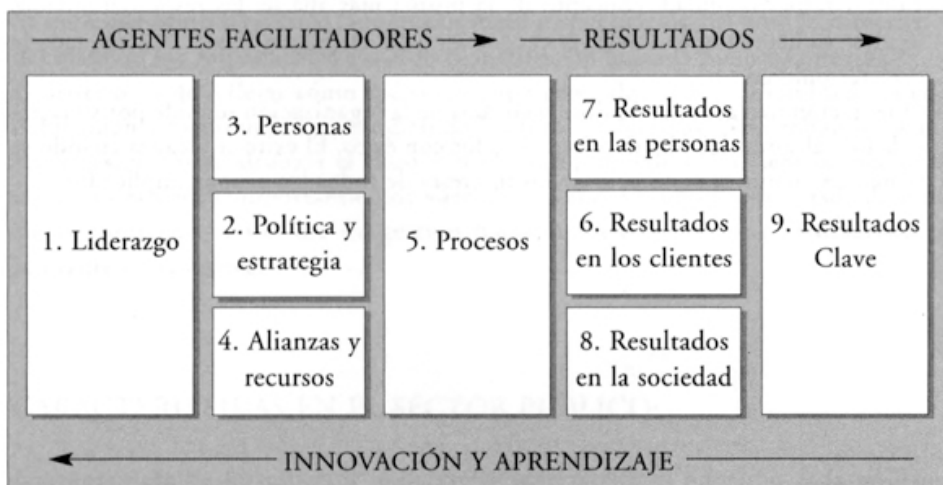 AGENTES FACILITADORES
RESULTADOS
1. Liderazgo
3. Personas
2. Política y
estrategia
4. Alianzas y
recursos
5. Procesos
7. Resultados
en las personas
6. Resultados
en los clientes
8. Resultados
en la sociedad
9. Resultados
Clave
INNOVACIÓN Y APRENDIZAJE